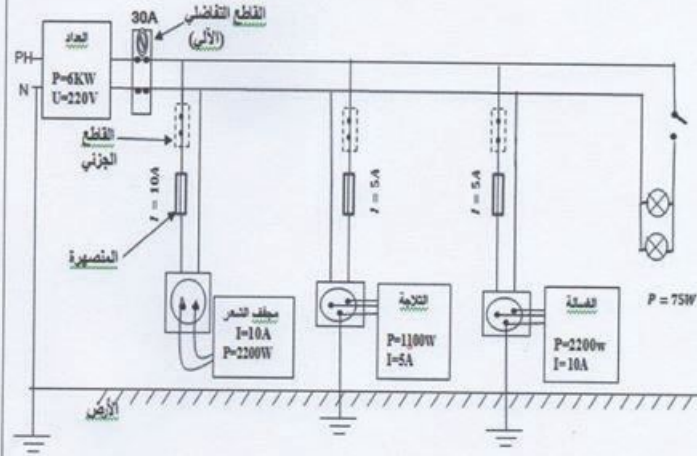 30A
القاطع التفاضلي
(الآلي)
العداد
P=6KW
U=220V
PH
N
القاطع
الجزئي
I = 10A
I = 5A
I = 5A
المنصهرة
مجفف الشعر
I=10A
P=2200W
الثلاجة
P=1100W
I=5A
الغسالة
P=2200w
I=10A
P = 75W
الأرض